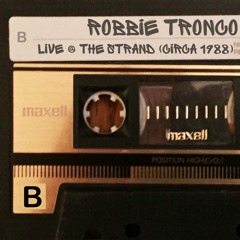 B
ROBBIE TRONCO
LIVE @ THE STRAND (CIRCA 1988)
maxell
maxell
POSITION HIGH(CrO₂)
B